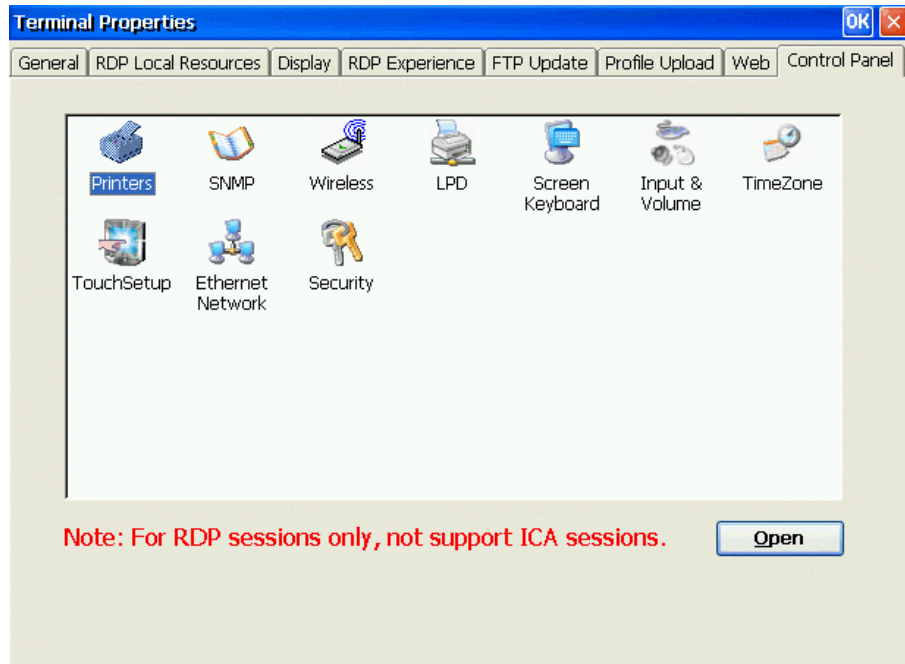 Terminal Properties
OK
General RDP Local Resources Display RDP Experience FTP Update Profile Upload Web Control Panel
Printers SNMP Wireless LPD Screen Keyboard Input & Volume TimeZone
TouchSetup Ethernet Network Security
Note: For RDP sessions only, not support ICA sessions.
Open